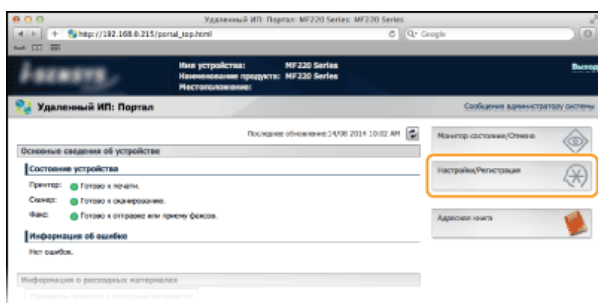 Удаленный ИП: Портал: MF220 Series: MF220 Series
http://192.168.0.215/portal_top.html
Google
Имя устройства: MF220 Series
Наименование продукта: MF220 Series
Местоположение:
Выход
Удаленный ИП: Портал
Сообщение администратору системы
Последнее обновление:14/08 2014 10:02 AM
Монитор состояния/Отмена
Основные сведения об устройстве
Состояние устройства
Настройки/Регистрация
Принтер: Готово к печати.
Сканер: Готово к сканированию.
Факс: Готово к отправке или приему факсов.
Адресная книга
Информация об ошибке
Нет ошибок.
Информация о расходных материалах